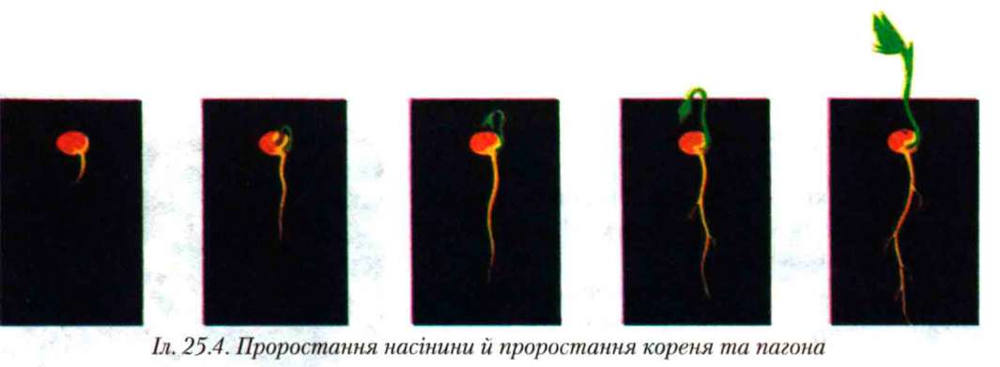 Іл. 25.4. Проростання насінини й проростання кореня та пагона